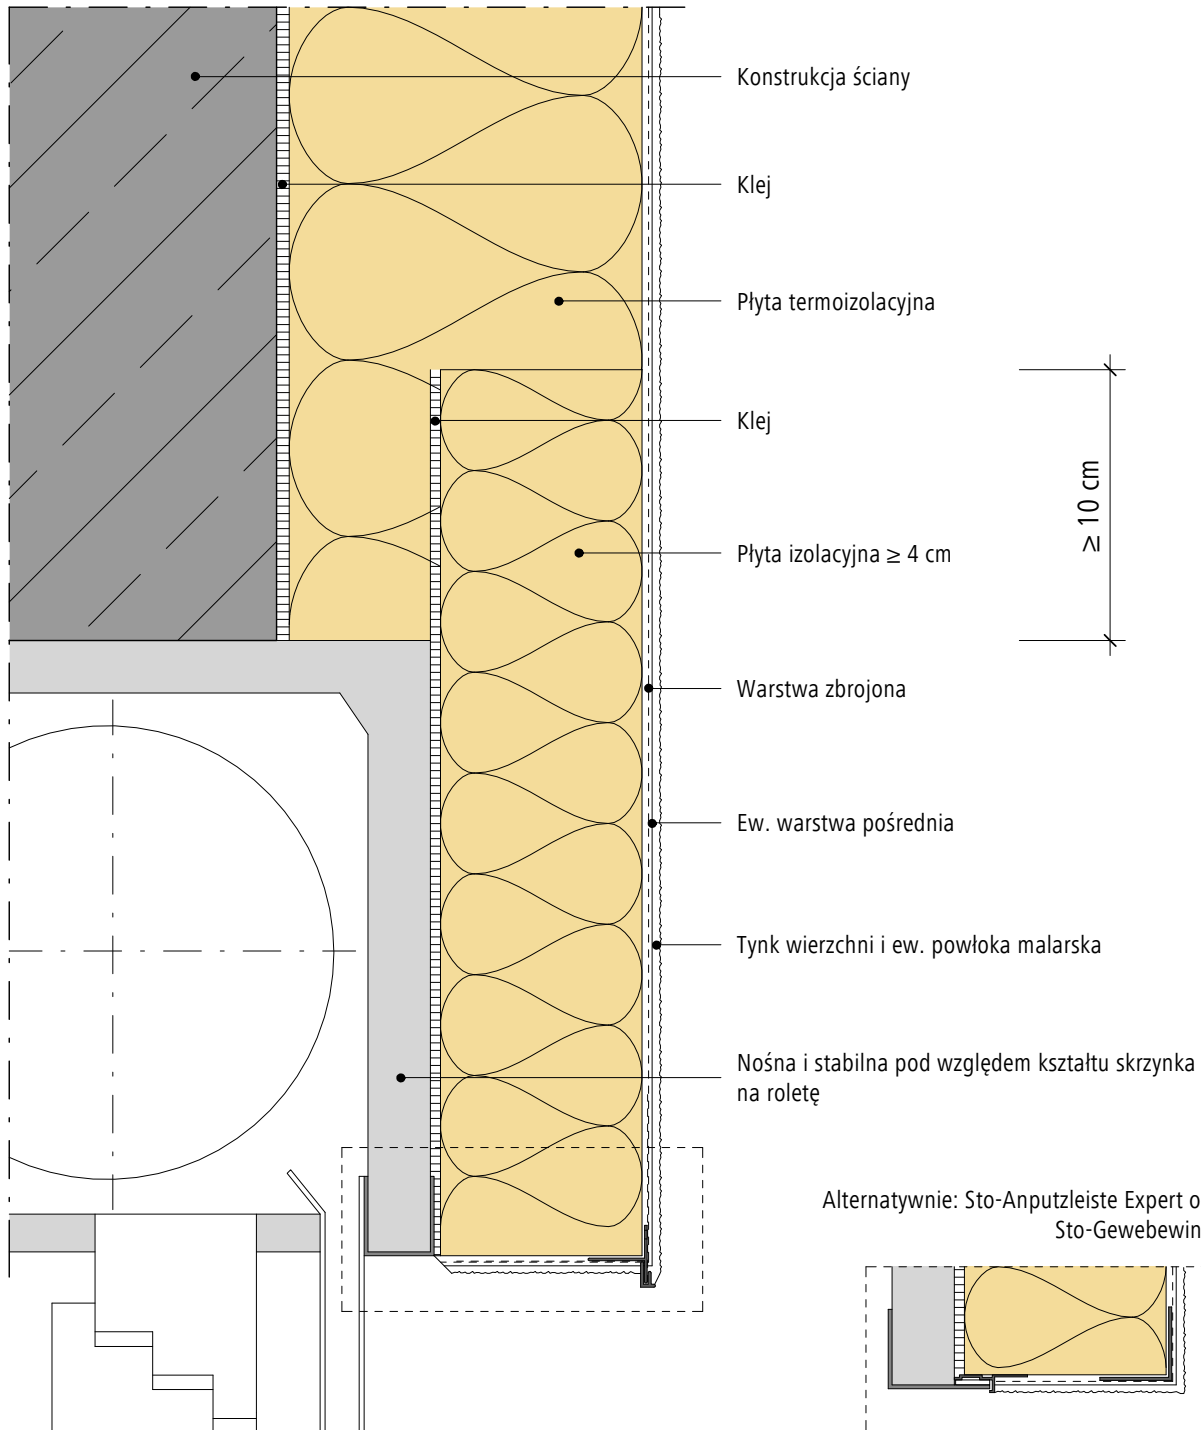 Konstrukcja ściany
Klej
Płyta termoizolacyjna
Klej
≥ 10 cm
Płyta izolacyjna ≥ 4 cm
Warstwa zbrojona
Ew. warstwa pośrednia
Tynk wierzchni i ew. powłoka malarska
Nośna i stabilna pod względem kształtu skrzynka
na roletę
Alternatywnie: Sto-Anputzleiste Expert o
Sto-Gewebewin